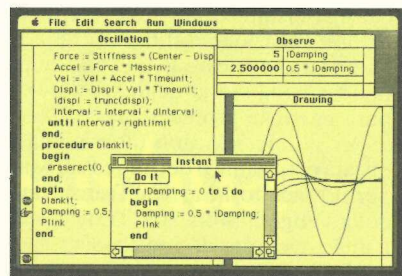 File Edit Search Run Windows
Oscillation
Force := Stiffness * (Center - Disp
Accel := Force * Massinv;
Vel := Vel + Accel * Timeunit;
Displ := Displ + Vel * Timeunit;
Idispl := trunc(displ);
Interval := Interval + dInterval;
until interval > rightlimit
end;
procedure blankit;
begin
eraserect(0,
end;
begin
blankit;
Damping := 0.5;
Plink
end
Observe
5 iDamping
2.500000 0.5 * iDamping
Drawing
Instant
Do It
for iDamping := 0 to 5 do
begin
Damping := 0.5 * iDamping;
Plink
end